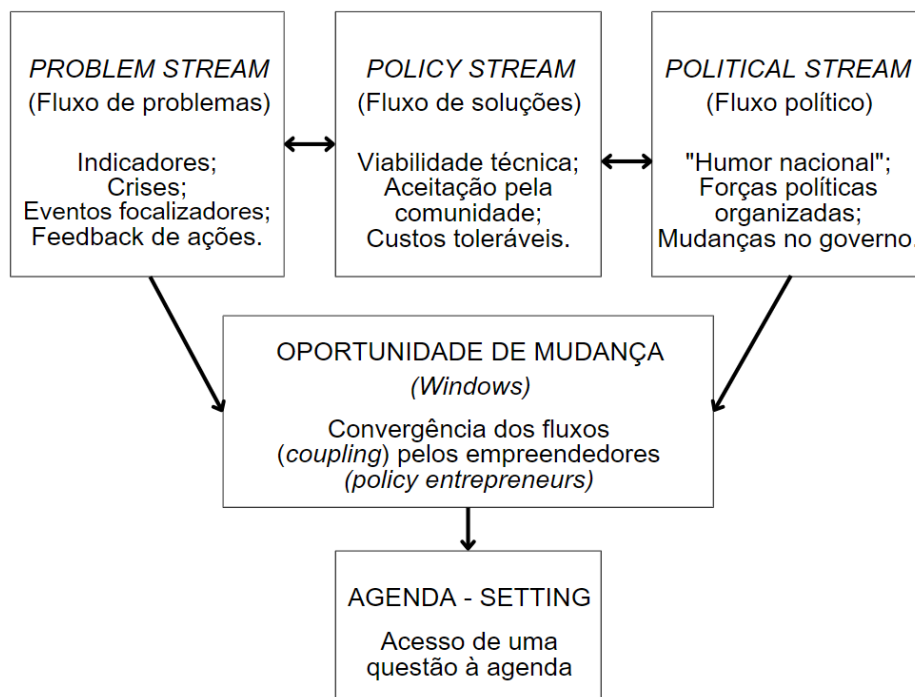 PROBLEM STREAM
(Fluxo de problemas)
Indicadores;
Crises;
Eventos focalizadores;
Feedback de ações.
POLICY STREAM
(Fluxo de soluções)
Viabilidade técnica;
Aceitação pela
comunidade;
Custos toleráveis.
POLITICAL STREAM
(Fluxo político)
"Humor nacional";
Forças políticas
organizadas;
Mudanças no governo.
OPORTUNIDADE DE MUDANÇA
(Windows)
Convergência dos fluxos
(coupling) pelos empreendedores
(policy entrepreneurs)
AGENDA - SETTING
Acesso de uma
questão à agenda